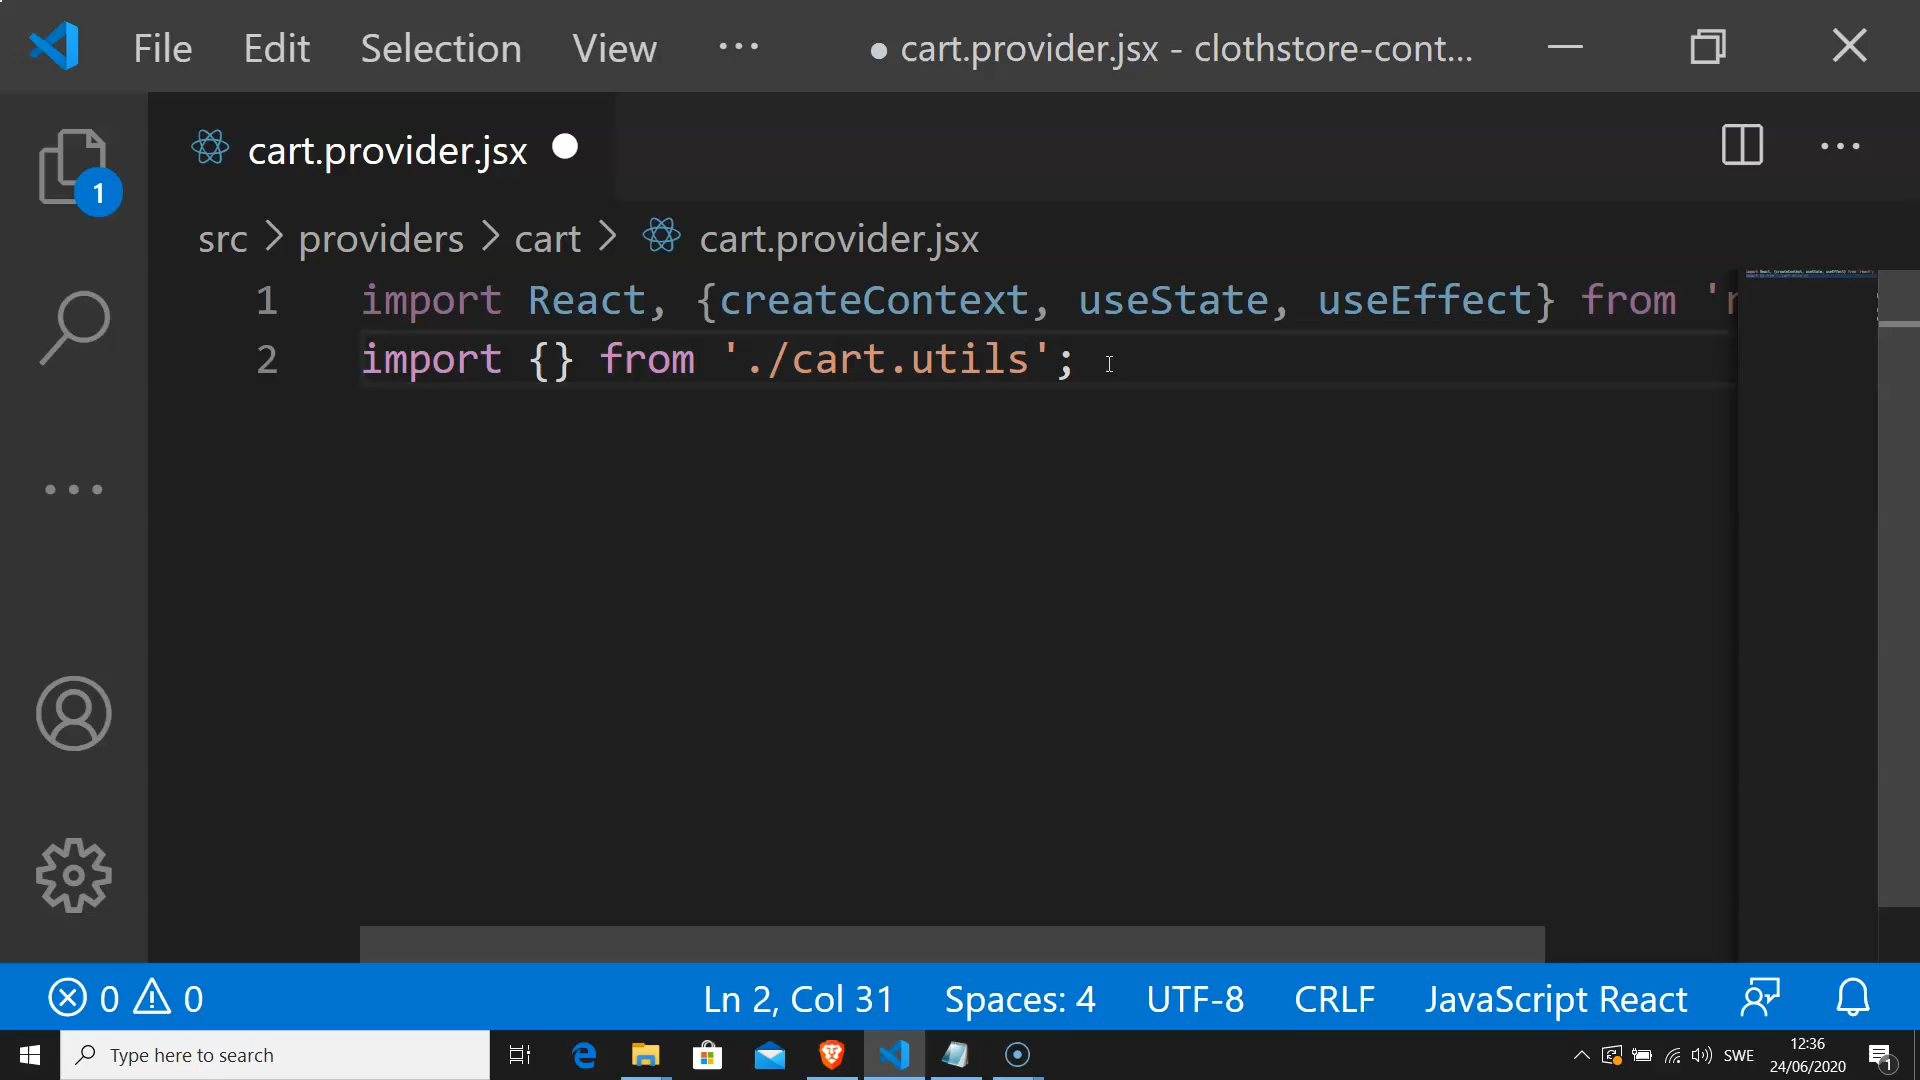 File Edit Selection View ··· ● cart.provider.jsx - clothstore-cont...
1
cart.provider.jsx
src > providers > cart > cart.provider.jsx
1 import React, {createContext, useState, useEffect} from '
2 import {} from './cart.utils';
0 0 Ln 2, Col 31 Spaces: 4 UTF-8 CRLF JavaScript React
Type here to search SWE 12:36
24/06/2020 1